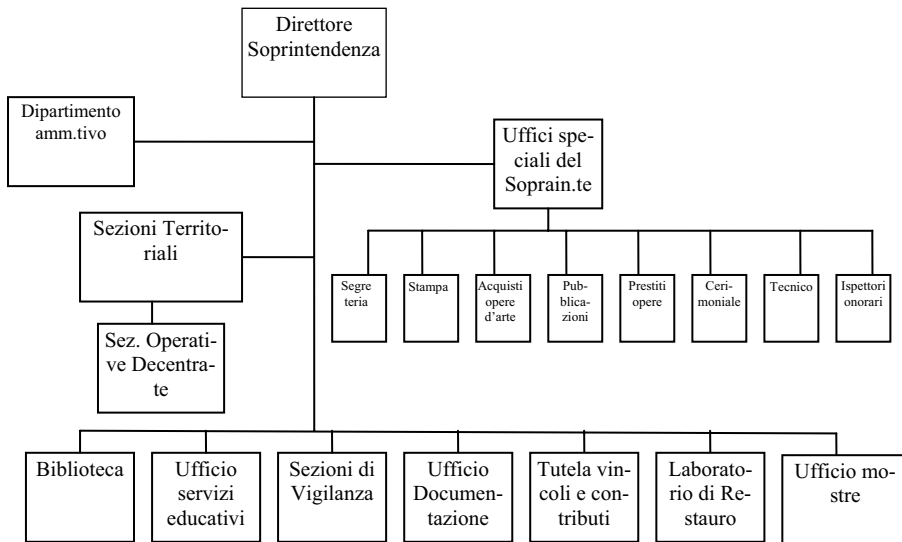 Direttore
Soprintendenza
Dipartimento
amm.tivo
Uffici spe-
ciali del
Soprain.te
Sezioni Territo-
riali
Segre
teria
Stampa
Acquisti
opere
d'arte
Pub-
blica-
zioni
Prestiti
opere
Ceri-
moniale
Tecnico
Ispettori
onorari
Sez. Operati-
ve Decentra-
te
Biblioteca
Ufficio
servizi
educativi
Sezioni di
Vigilanza
Ufficio
Documen-
tazione
Tutela vin-
coli e con-
tributi
Laborato-
rio di Re-
stauro
Ufficio mo-
stre